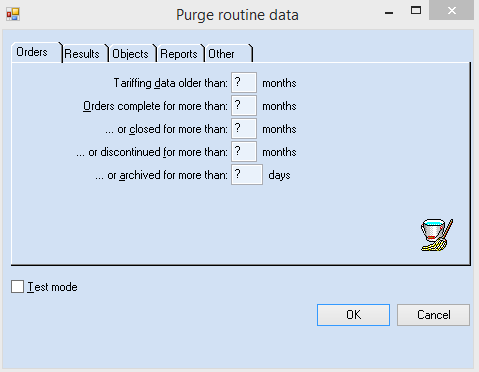 Purge routine data
Orders Results Objects Reports Other
Tariffing data older than: ? months
Orders complete for more than: ? months
... or closed for more than: ? months
... or discontinued for more than: ? months
... or archived for more than: ? days
Test mode
OK Cancel